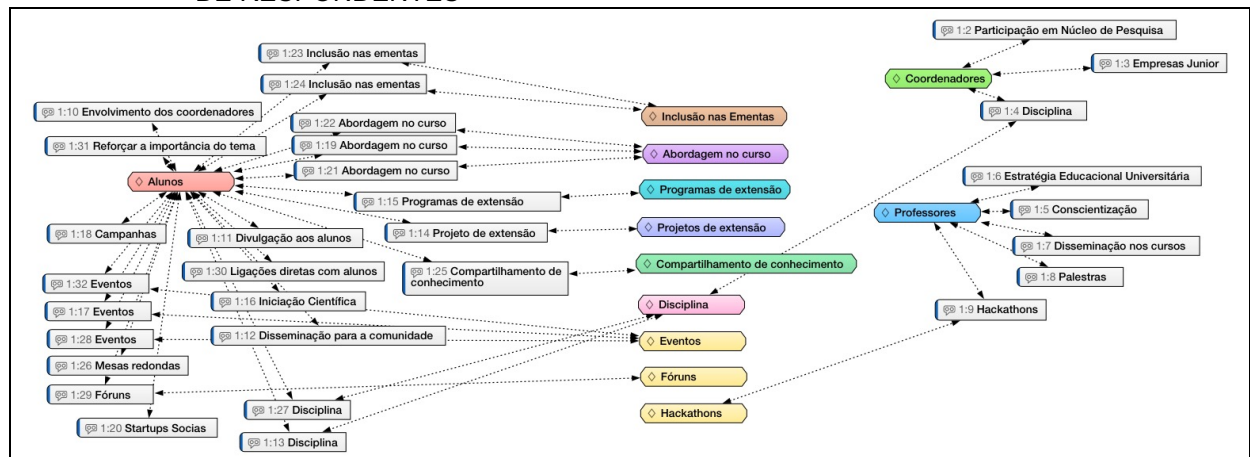 DE RESPONDENTES
1:2 Participação em Núcleo de Pesquisa
1:23 Inclusão nas ementas
1:3 Empresas Junior
Coordenadores
1:24 Inclusão nas ementas
1:10 Envolvimento dos coordenadores
1:4 Disciplina
Inclusão nas Ementas
1:22 Abordagem no curso
1:31 Reforçar a importância do tema
1:19 Abordagem no curso
Abordagem no curso
1:21 Abordagem no curso
1:6 Estratégia Educacional Universitária
Alunos
Programas de extensão
1:15 Programas de extensão
1:5 Conscientização
Professores
Projetos de extensão
1:18 Campanhas
1:11 Divulgação aos alunos
1:14 Projeto de extensão
1:7 Disseminação nos cursos
Compartilhamento de conhecimento
1:30 Ligações diretas com alunos
1:25 Compartilhamento de
conhecimento
1:8 Palestras
1:32 Eventos
1:16 Iniciação Científica
Disciplina
1:9 Hackathons
1:17 Eventos
1:12 Disseminação para a comunidade
1:28 Eventos
Eventos
1:26 Mesas redondas
Fóruns
1:29 Fóruns
1:27 Disciplina
Hackathons
1:20 Startups Socias
1:13 Disciplina